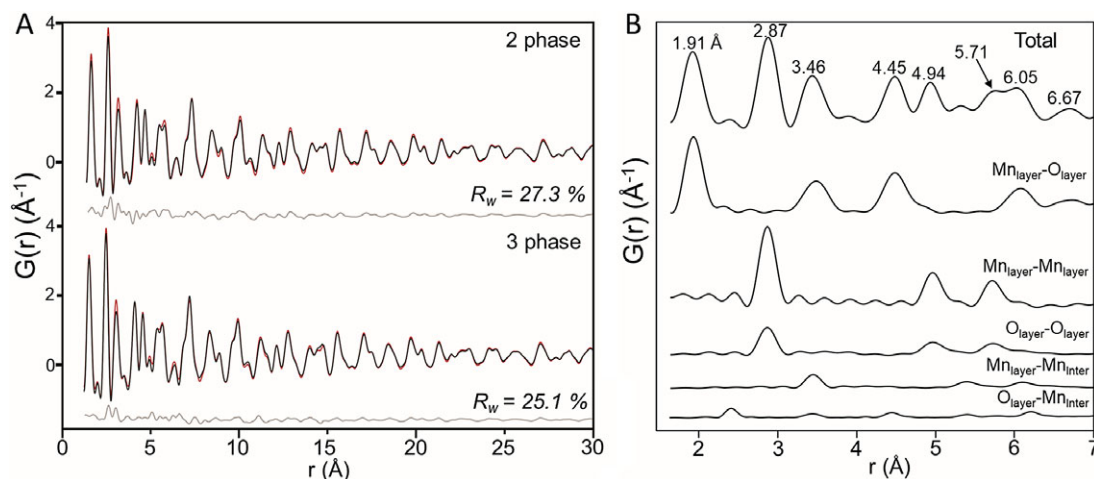 A
4
2 phase
2
0
R_w = 27.3 %
G(r) (Å⁻¹)
4
3 phase
2
0
R_w = 25.1 %
0 5 10 15 20 25 30
r (Å)
B
Total
1.91 Å
2.87
3.46
4.45
4.94
5.71
6.05
6.67
G(r) (Å⁻¹)
Mn_layer-O_layer
Mn_layer-Mn_layer
O_layer-O_layer
Mn_layer-Mn_Inter
O_layer-Mn_Inter
2 3 4 5 6 7
r (Å)